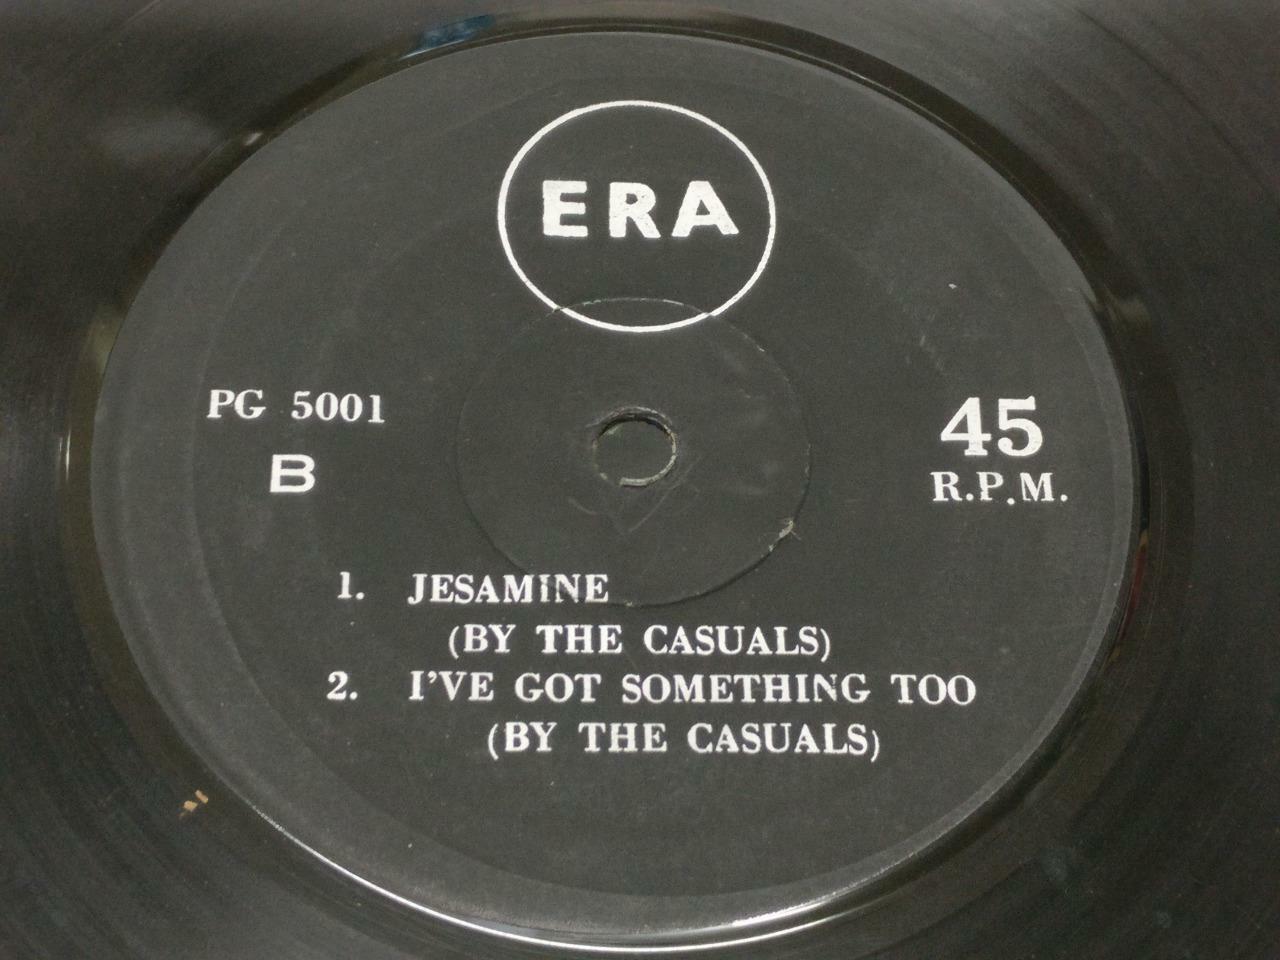 ERA
PG 5001
B
45
R.P.M.
1. JESAMINE
(BY THE CASUALS)
2. I'VE GOT SOMETHING TOO
(BY THE CASUALS)